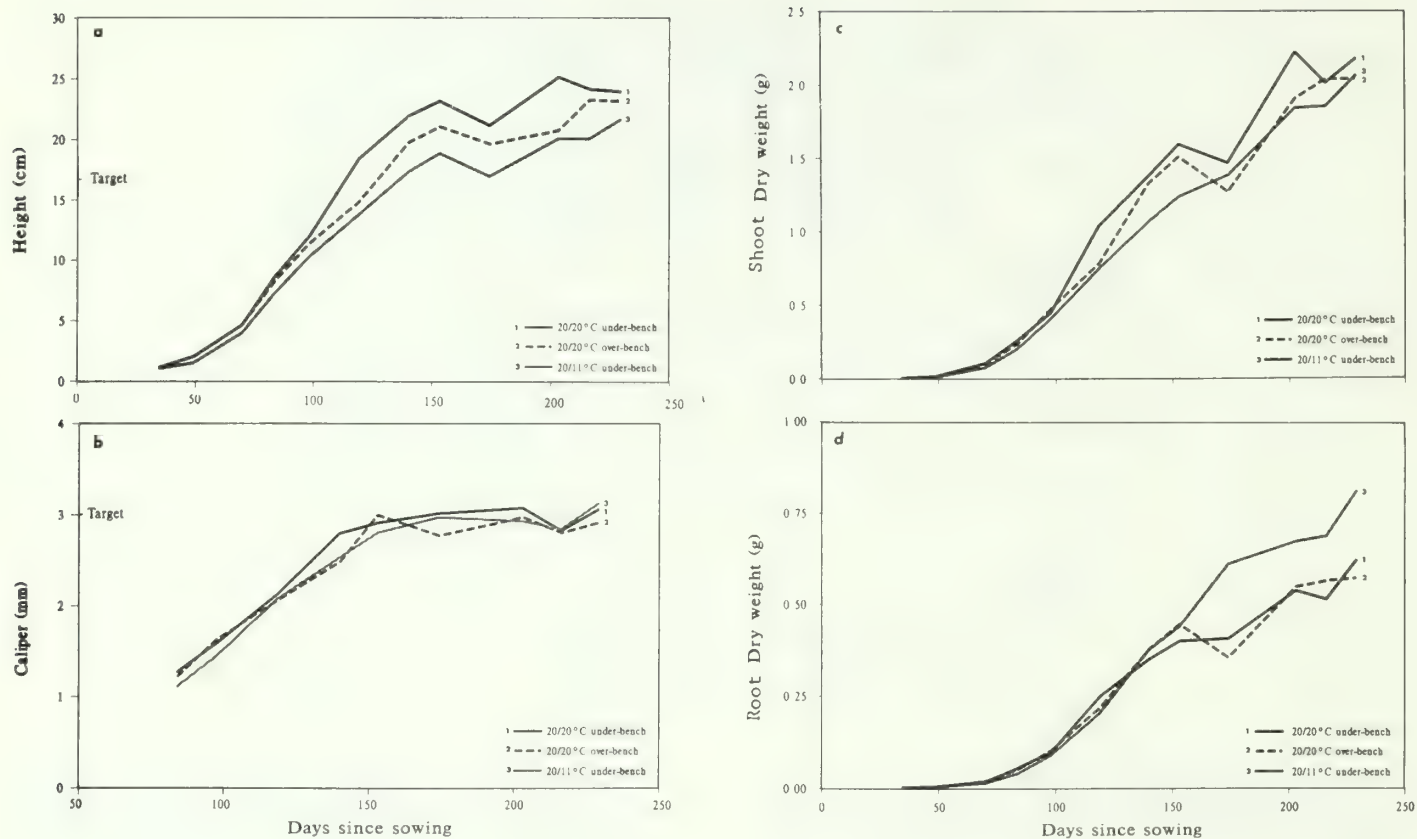 a
30
25
20
15
10
5
0
Target
Height (cm)
1
2
3
1 20/20°C under-bench
2 20/20°C over-bench
3 20/11°C under-bench
0 50 100 150 200 250
b
4
3
2
1
0
Target
Caliper (mm)
3
1
2
1 20/20°C under-bench
2 20/20°C over-bench
3 20/11°C under-bench
50 100 150 200 250
Days since sowing
c
2 5
2 0
1.5
1 0
0 5
0 0
Shoot Dry weight (g)
1
3
2
1 20/20°C under-bench
2 20/20°C over-bench
3 20/11°C under-bench
d
1 00
0.75
0 50
0 25
0 00
Root Dry weight (g)
3
1
2
1 20/20°C under-bench
2 20/20°C over-bench
3 20/11°C under-bench
0 50 100 150 200 250
Days since sowing